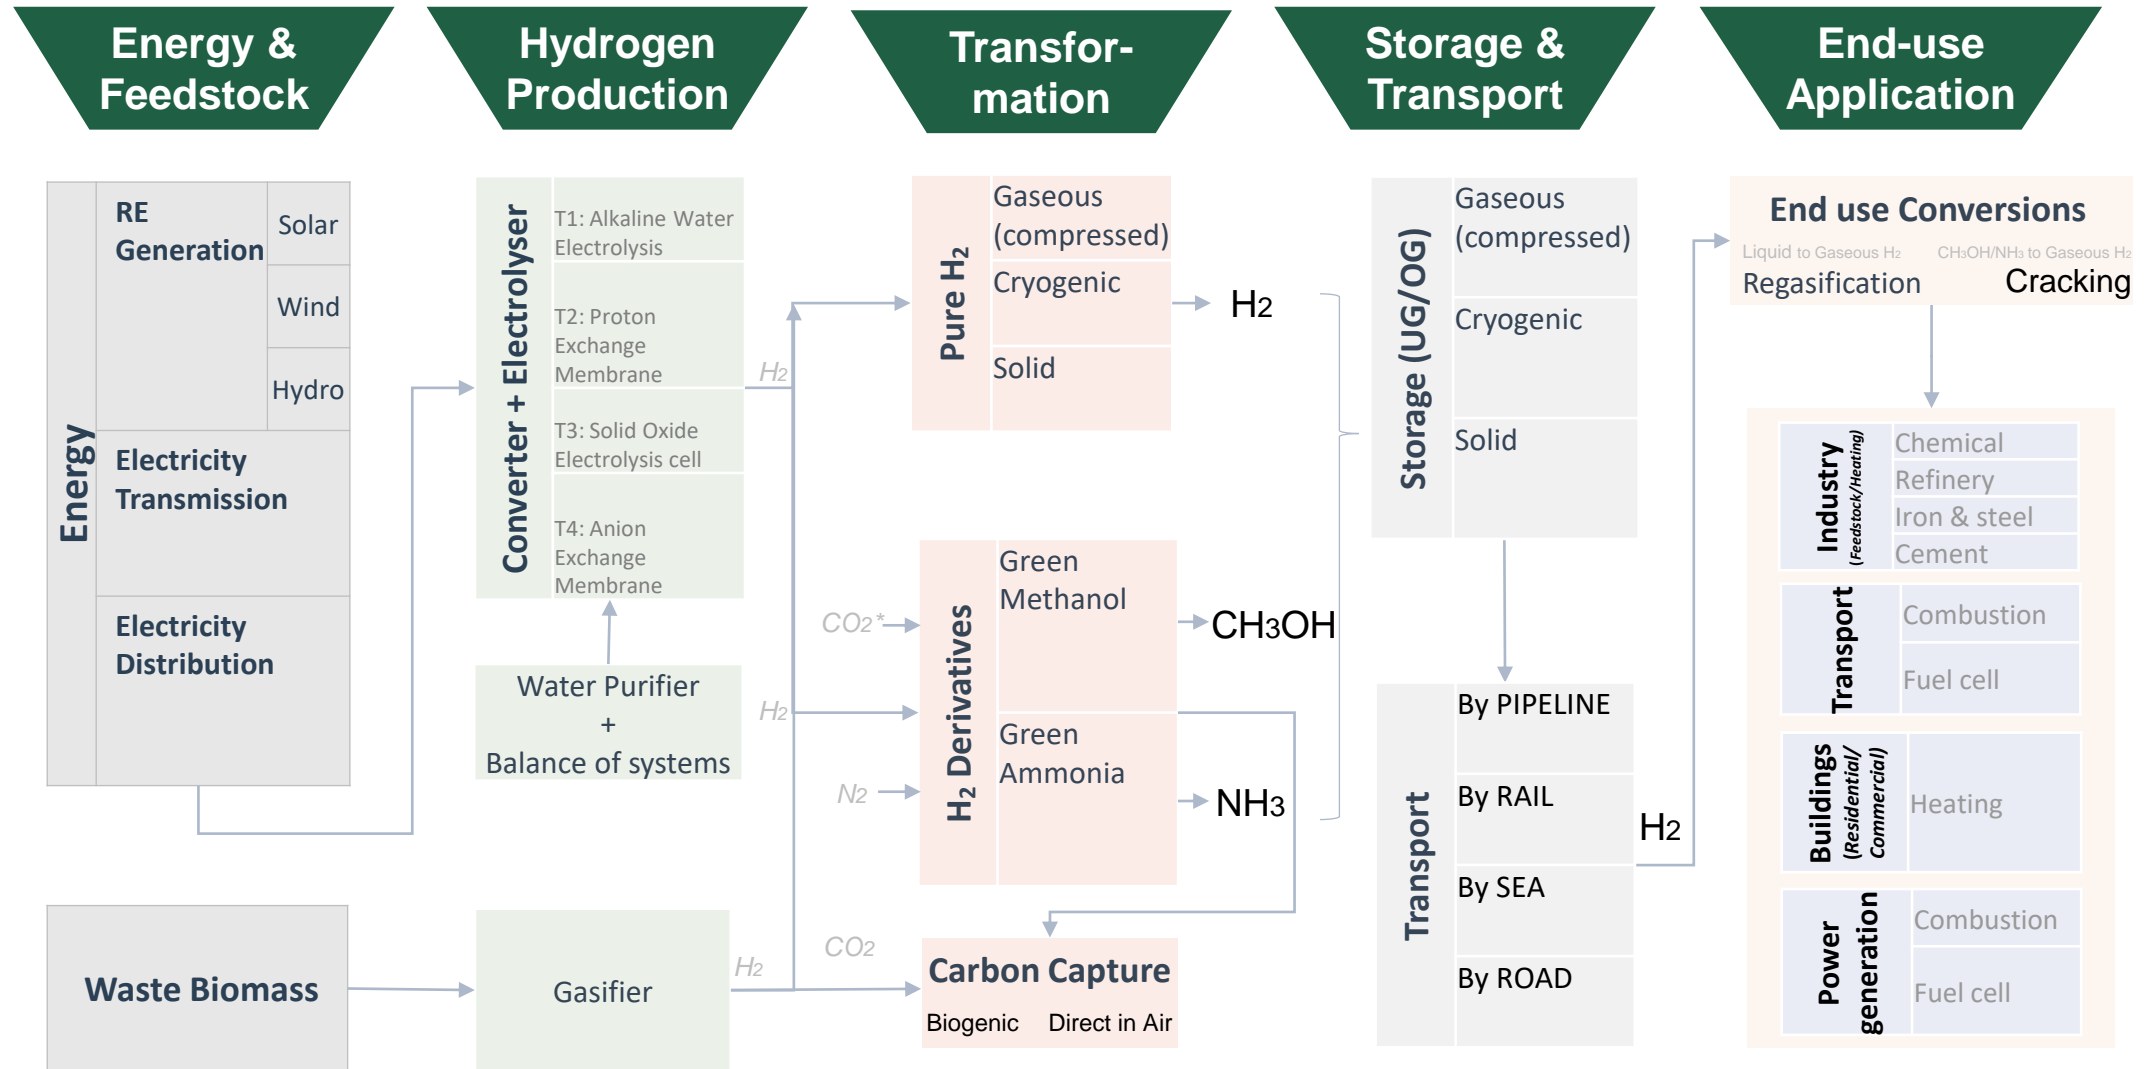 Energy &
Feedstock
Hydrogen
Production
Transfor-
mation
Storage &
Transport
End-use
Application
Energy
RE
Generation
Solar
Wind
Hydro
Electricity
Transmission
Electricity
Distribution
Waste Biomass
Converter + Electrolyser
T1: Alkaline Water
Electrolysis
T2: Proton
Exchange
Membrane
T3: Solid Oxide
Electrolysis cell
T4: Anion
Exchange
Membrane
Water Purifier
+
Balance of systems
Gasifier
H2
H2
H2
CO2*
N2
CO2
Pure H2
Gaseous
(compressed)
Cryogenic
Solid
H2
H2 Derivatives
Green
Methanol
Green
Ammonia
CH3OH
NH3
Carbon Capture
Biogenic
Direct in Air
Storage (UG/OG)
Gaseous
(compressed)
Cryogenic
Solid
Transport
By PIPELINE
By RAIL
By SEA
By ROAD
H2
End use Conversions
Liquid to Gaseous H2
CH3OH/NH3 to Gaseous H2
Regasification
Cracking
Industry
(Feedstock/Heating)
Chemical
Refinery
Iron & steel
Cement
Transport
Combustion
Fuel cell
Buildings
(Residential/
Commercial)
Heating
Power
generation
Combustion
Fuel cell